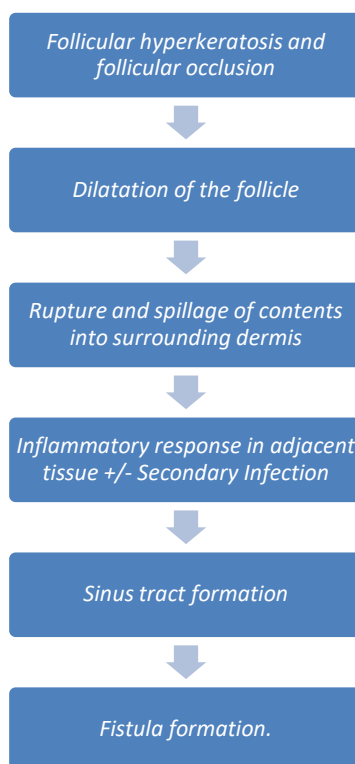 Follicular hyperkeratosis and
follicular occlusion
Dilatation of the follicle
Rupture and spillage of contents
into surrounding dermis
Inflammatory response in adjacent
tissue +/- Secondary Infection
Sinus tract formation
Fistula formation.